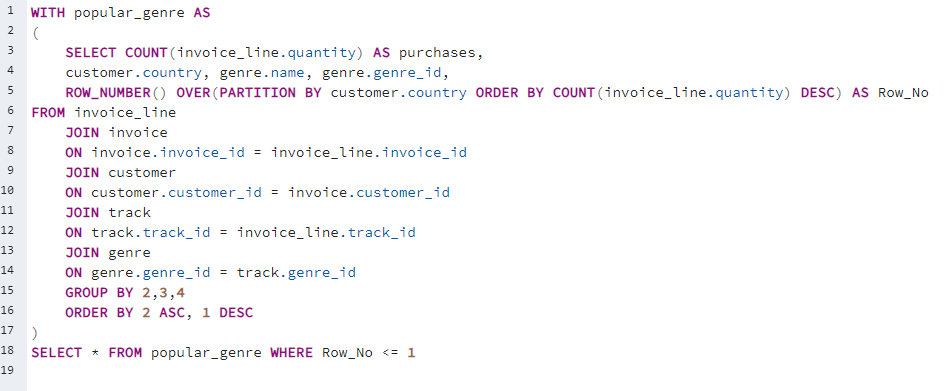 1 WITH popular_genre AS
2 (
3 SELECT COUNT(invoice_line.quantity) AS purchases,
4 customer.country, genre.name, genre.genre_id,
5 ROW_NUMBER() OVER(PARTITION BY customer.country ORDER BY COUNT(invoice_line.quantity) DESC) AS Row_No
6 FROM invoice_line
7 JOIN invoice
8 ON invoice.invoice_id = invoice_line.invoice_id
9 JOIN customer
10 ON customer.customer_id = invoice.customer_id
11 JOIN track
12 ON track.track_id = invoice_line.track_id
13 JOIN genre
14 ON genre.genre_id = track.genre_id
15 GROUP BY 2,3,4
16 ORDER BY 2 ASC, 1 DESC
17 )
18 SELECT * FROM popular_genre WHERE Row_No <= 1
19